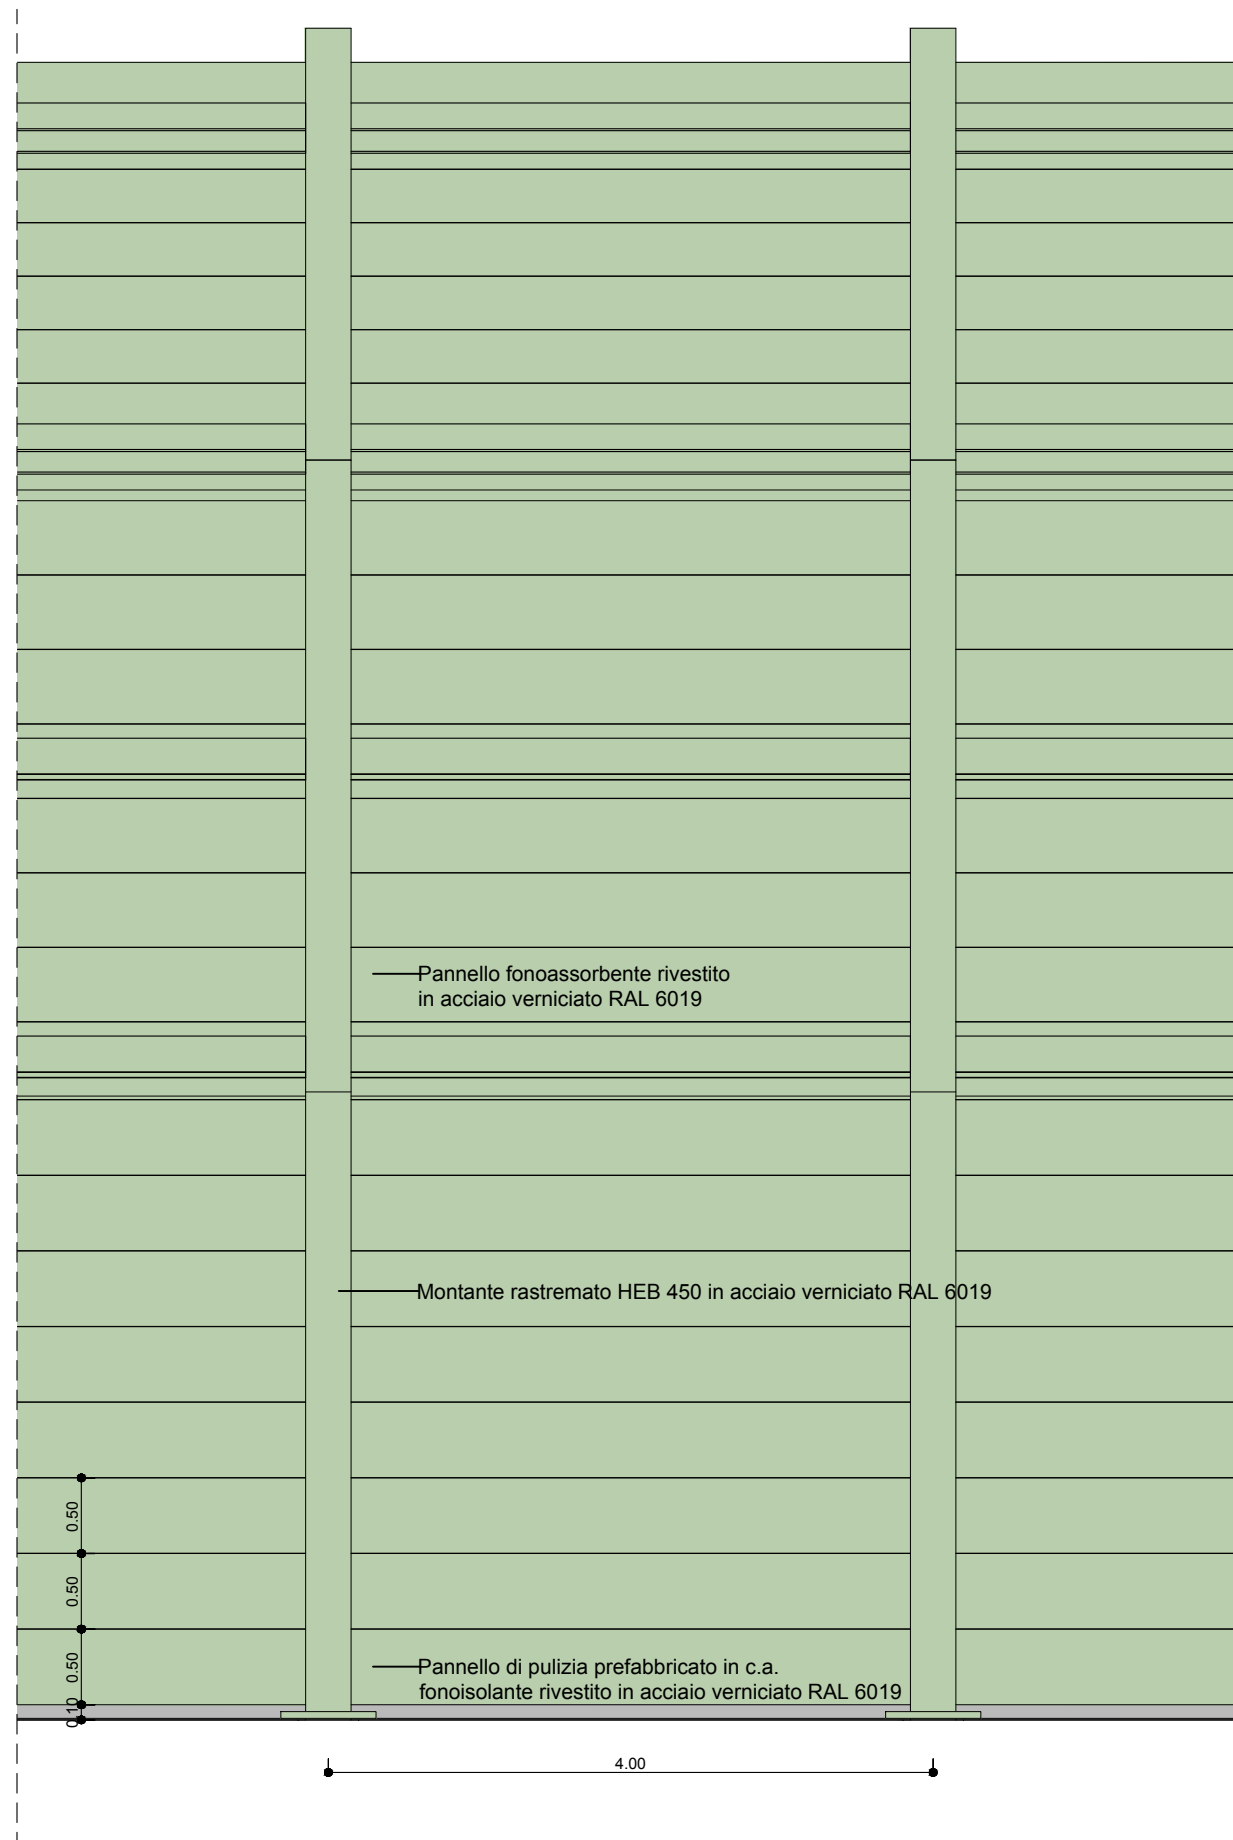 Pannello fonoassorbente rivestito
in acciaio verniciato RAL 6019
Montante rastremato HEB 450 in acciaio verniciato RAL 6019
0.50
0.50
0.50
Pannello di pulizia prefabbricato in c.a.
fonoisolante rivestito in acciaio verniciato RAL 6019
0.10
4.00